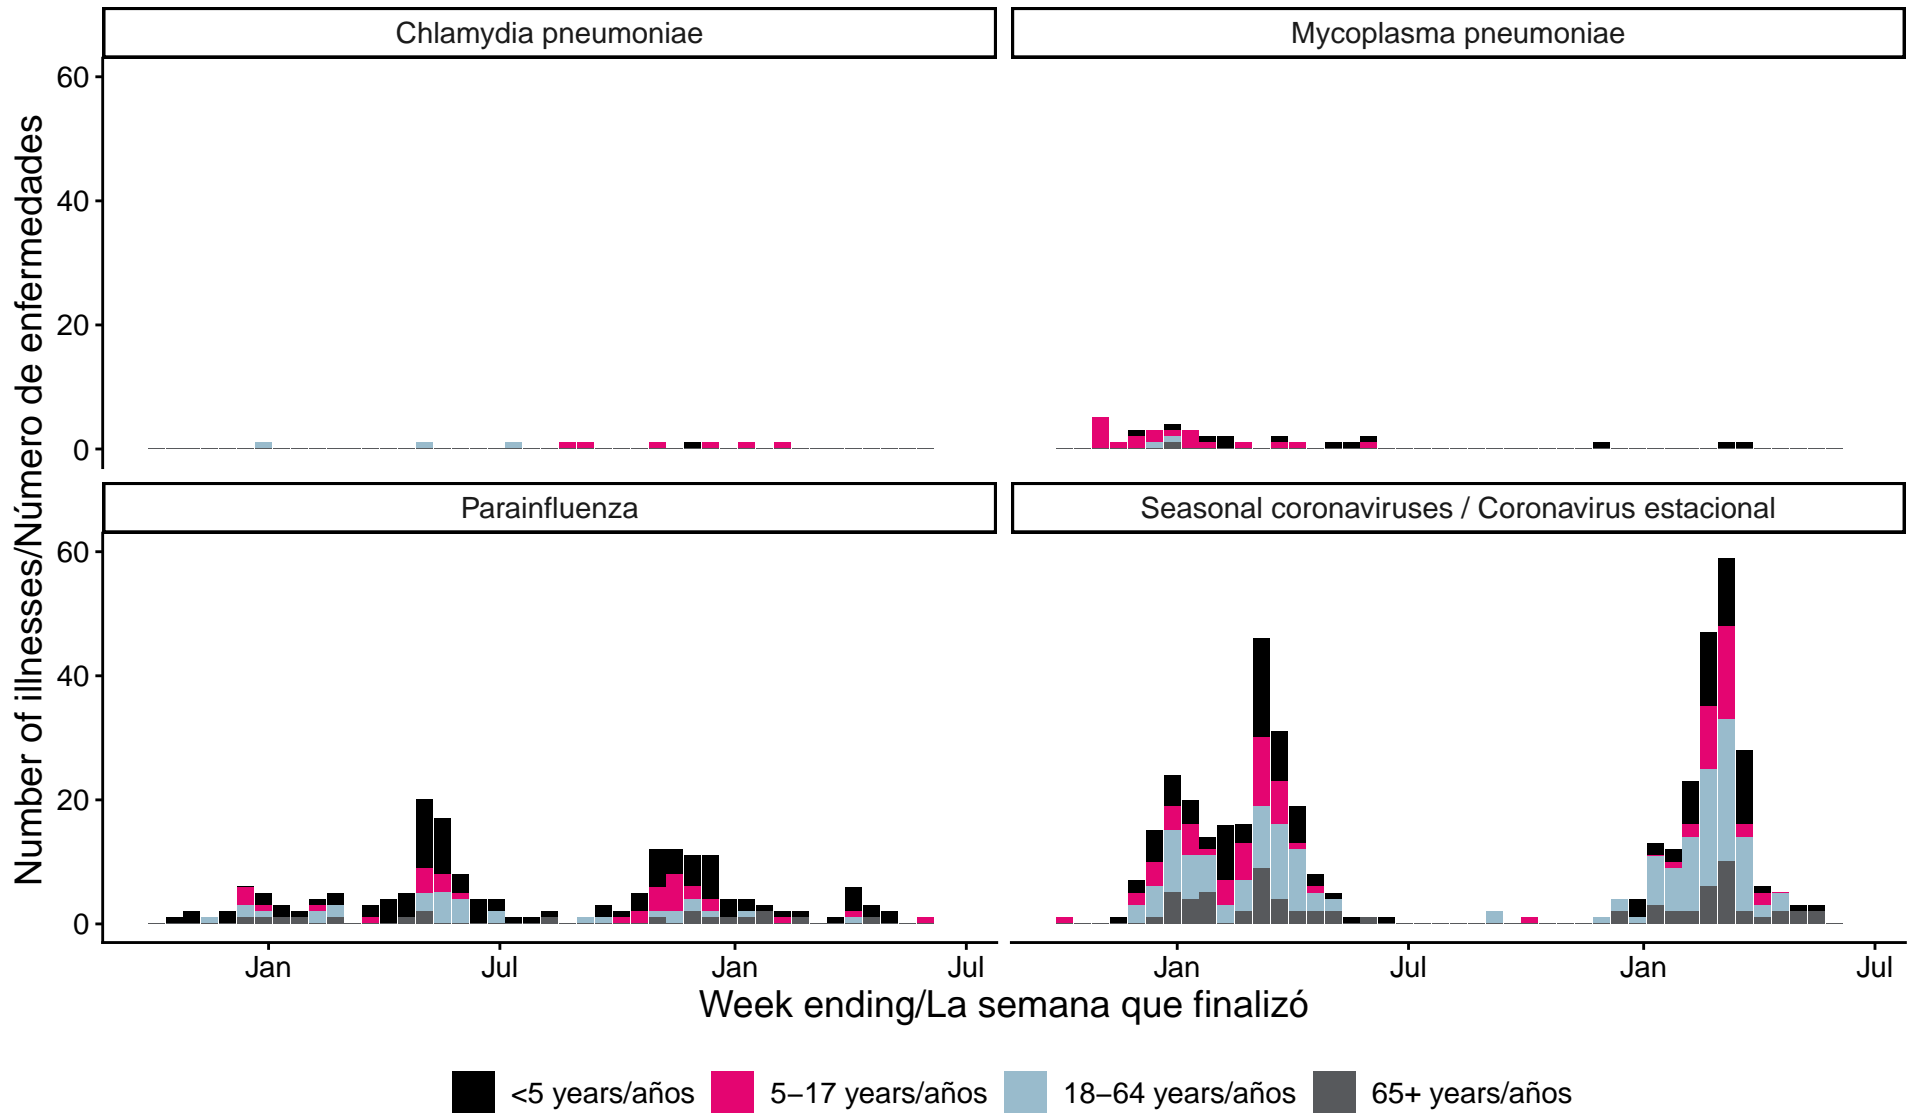 Chlamydia pneumoniae
Mycoplasma pneumoniae
60
40
20
0
Number of illnesses/Número de enfermedades
Parainfluenza
Seasonal coronaviruses / Coronavirus estacional
60
40
20
0
Jan
Jul
Jan
Jul
Jan
Jul
Jan
Jul
Week ending/La semana que finalizó
<5 years/años
5–17 years/años
18–64 years/años
65+ years/años